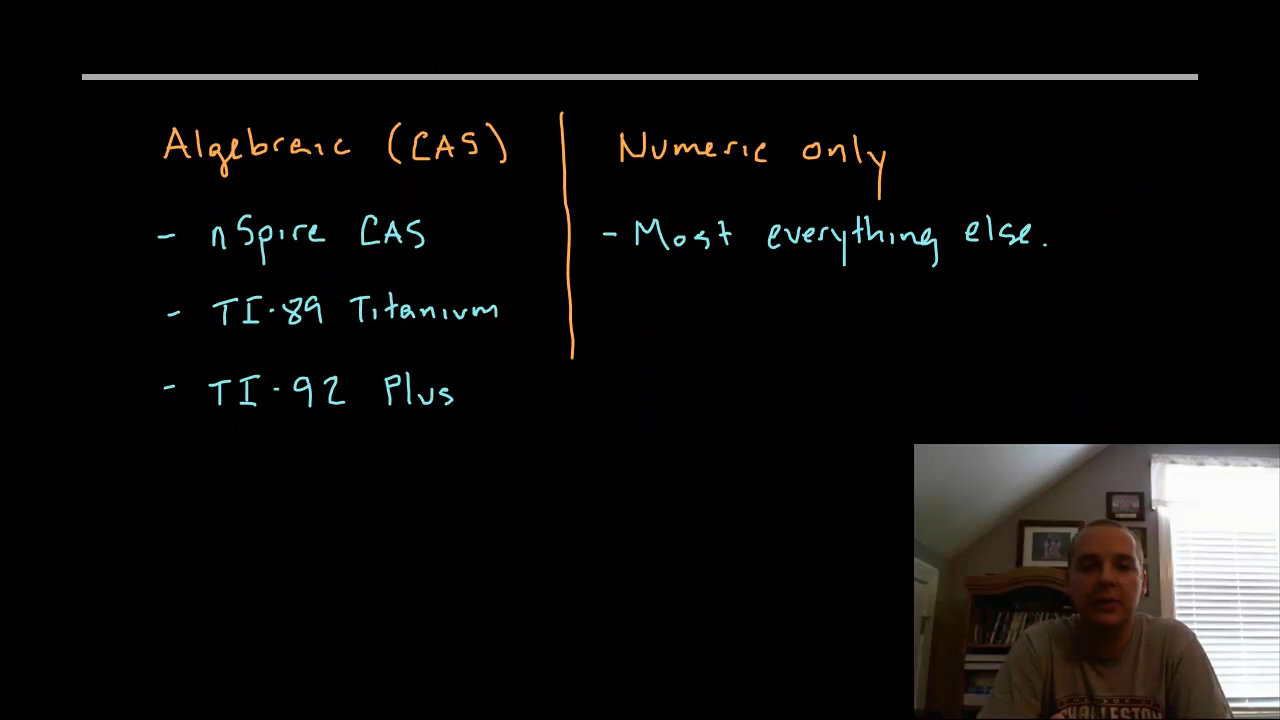 Algebraic (CAS)
Numeric only
- nSpire CAS
- Most everything else.
- TI-89 Titanium
- TI-92 Plus